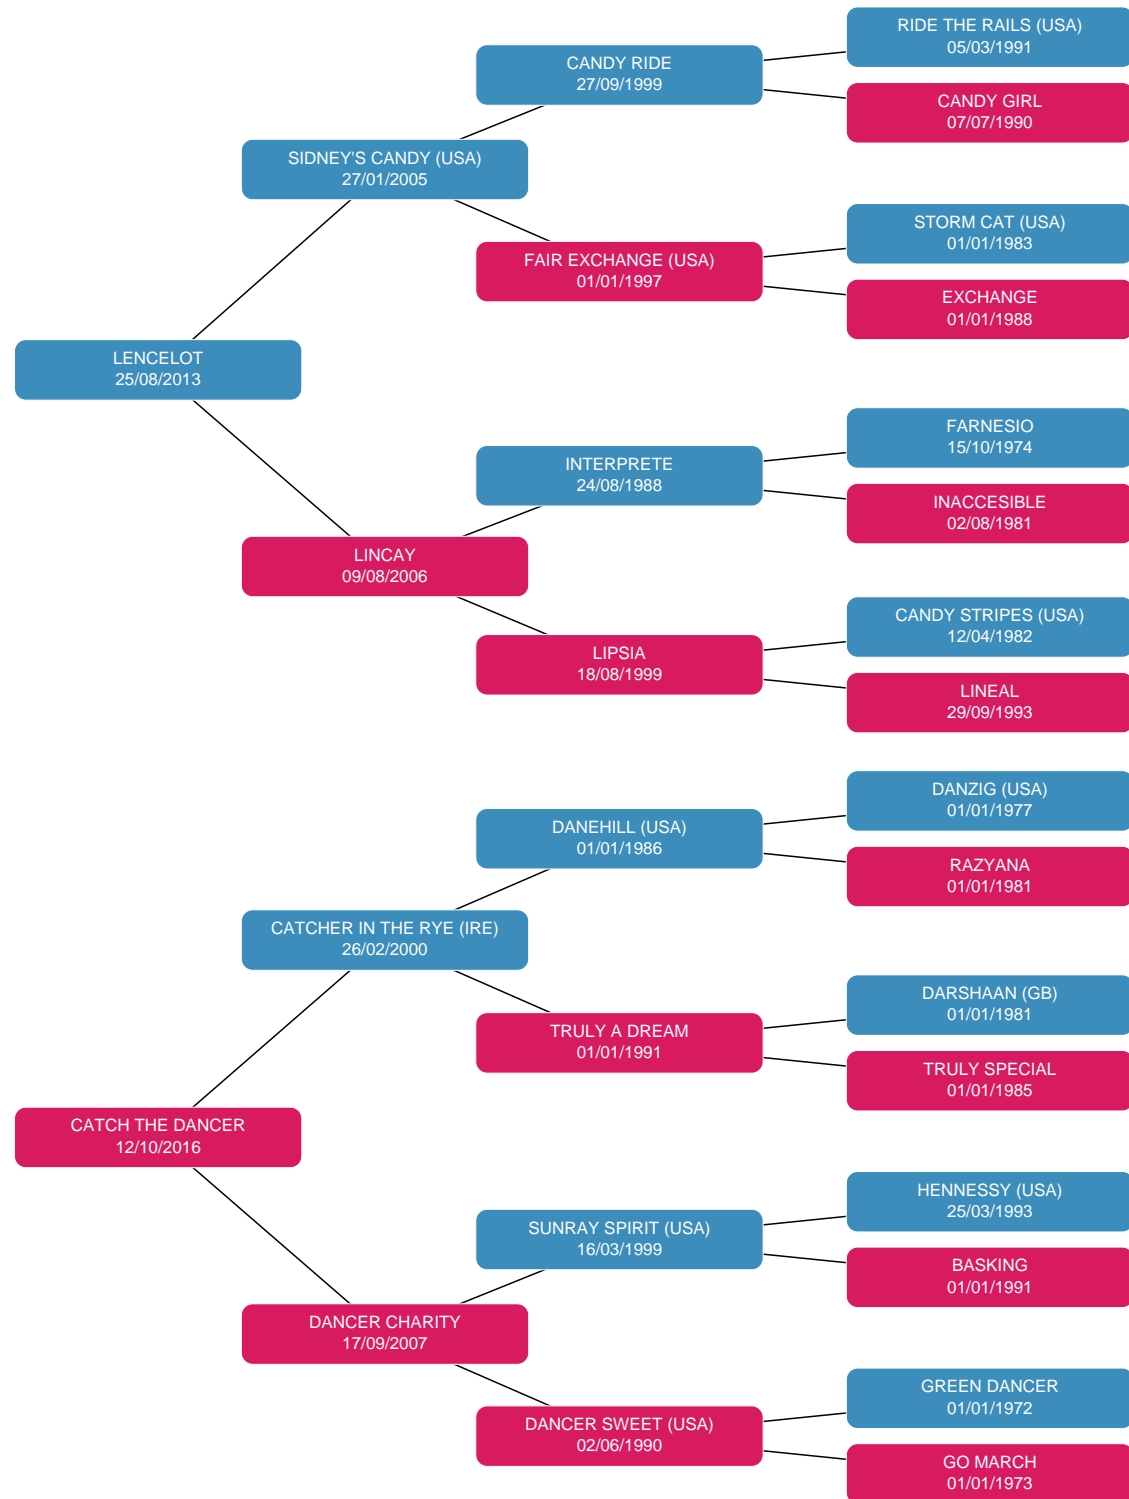 RIDE THE RAILS (USA)
05/03/1991
CANDY RIDE
27/09/1999
CANDY GIRL
07/07/1990
SIDNEY'S CANDY (USA)
27/01/2005
STORM CAT (USA)
01/01/1983
FAIR EXCHANGE (USA)
01/01/1997
EXCHANGE
01/01/1988
LENCELOT
25/08/2013
FARNESIO
15/10/1974
INTERPRETE
24/08/1988
INACCESIBLE
02/08/1981
LINCAY
09/08/2006
CANDY STRIPES (USA)
12/04/1982
LIPSIA
18/08/1999
LINEAL
29/09/1993
DANZIG (USA)
01/01/1977
DANEHILL (USA)
01/01/1986
RAZYANA
01/01/1981
CATCHER IN THE RYE (IRE)
26/02/2000
DARSHAAN (GB)
01/01/1981
TRULY A DREAM
01/01/1991
TRULY SPECIAL
01/01/1985
CATCH THE DANCER
12/10/2016
HENNESSY (USA)
25/03/1993
SUNRAY SPIRIT (USA)
16/03/1999
BASKING
01/01/1991
DANCER CHARITY
17/09/2007
GREEN DANCER
01/01/1972
DANCER SWEET (USA)
02/06/1990
GO MARCH
01/01/1973